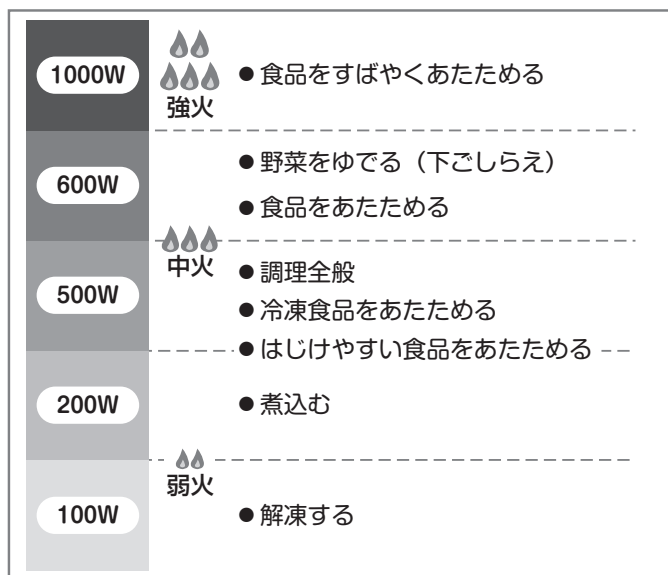 1000W
強火
● 食品をすばやくあたためる
600W
● 野菜をゆでる（下ごしらえ）
● 食品をあたためる
中火
500W
● 調理全般
● 冷凍食品をあたためる
● はじけやすい食品をあたためる
200W
● 煮込む
弱火
100W
● 解凍する